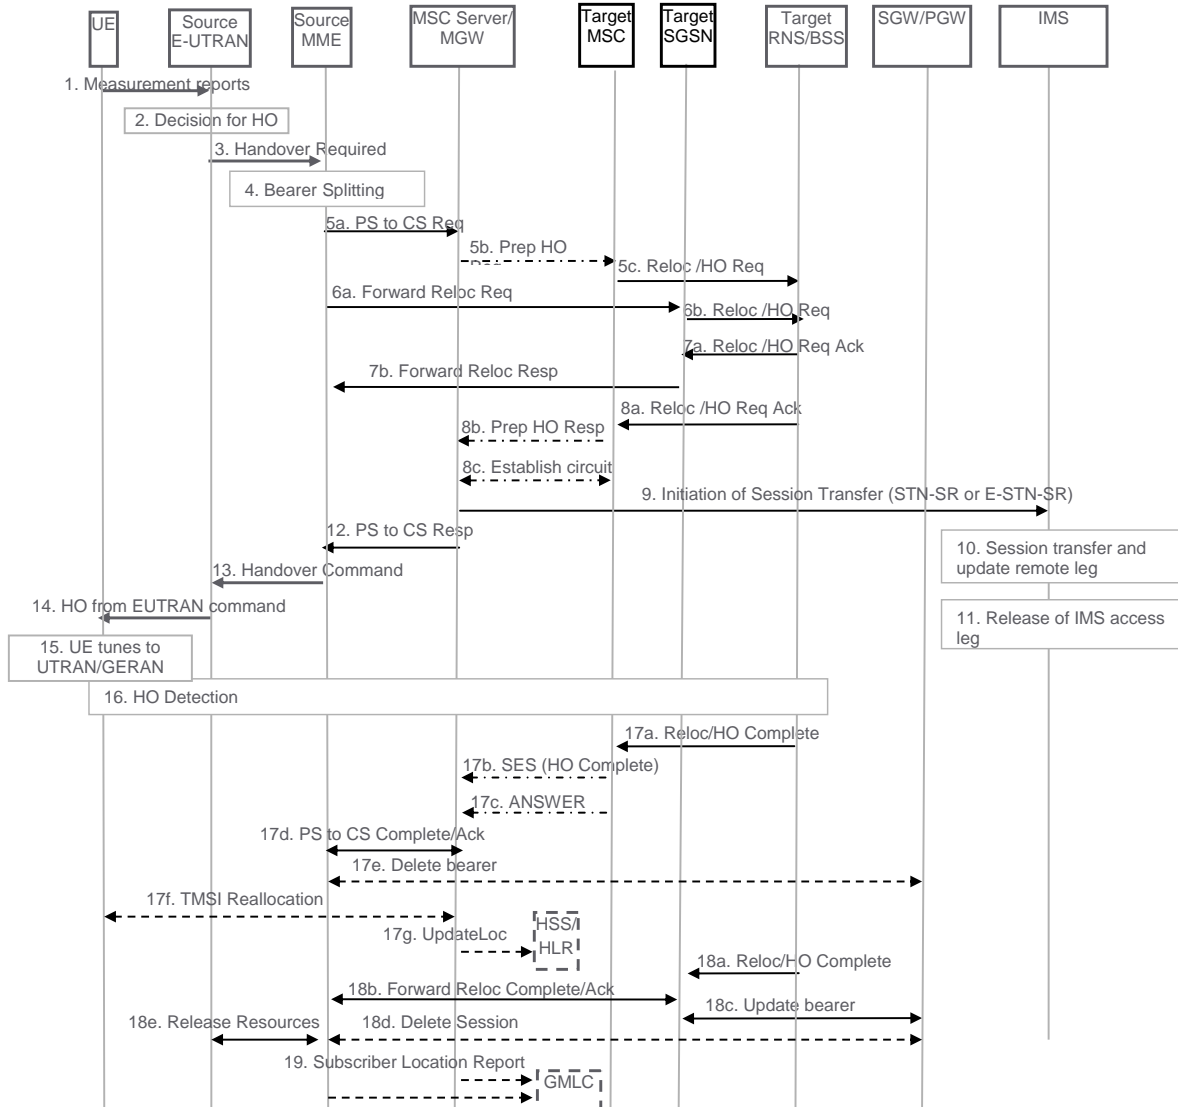 UE
Source
E-UTRAN
Source
MME
MSC Server/
MGW
Target
MSC
Target
SGSN
Target
RNS/BSS
SGW/PGW
IMS
1. Measurement reports
2. Decision for HO
3. Handover Required
4. Bearer Splitting
5a. PS to CS Req
5b. Prep HO
5c. Reloc /HO Req
6a. Forward Reloc Req
6b. Reloc /HO Req
7a. Reloc /HO Req Ack
7b. Forward Reloc Resp
8a. Reloc /HO Req Ack
8b. Prep HO Resp
8c. Establish circuit
9. Initiation of Session Transfer (STN-SR or E-STN-SR)
12. PS to CS Resp
10. Session transfer and
update remote leg
13. Handover Command
14. HO from EUTRAN command
11. Release of IMS access
leg
15. UE tunes to
UTRAN/GERAN
16. HO Detection
17a. Reloc/HO Complete
17b. SES (HO Complete)
17c. ANSWER
17d. PS to CS Complete/Ack
17e. Delete bearer
17f. TMSI Reallocation
17g. UpdateLoc
HSS/
HLR
18a. Reloc/HO Complete
18b. Forward Reloc Complete/Ack
18c. Update bearer
18e. Release Resources
18d. Delete Session
19. Subscriber Location Report
GMLC